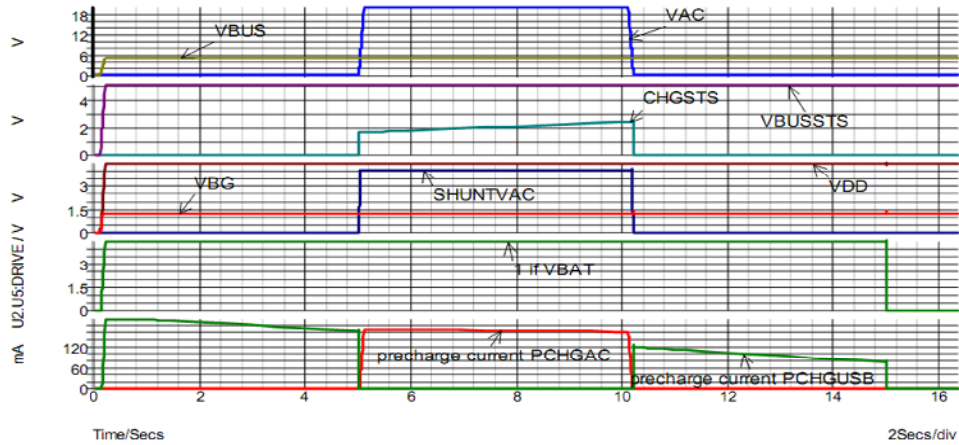 18
VBUS
VAC
12
V
6
0
4
CHGSTS
V
2
VBUSSTS
0
3
VBG
SHUNTVAC
VDD
V
1.5
0
U2.U5:DRIVE / V
3
1 if VBAT
1.5
0
mA
120
precharge current PCHGAC
60
precharge current PCHGUSB
0
0 2 4 6 8 10 12 14 16
Time/Secs 2Secs/div